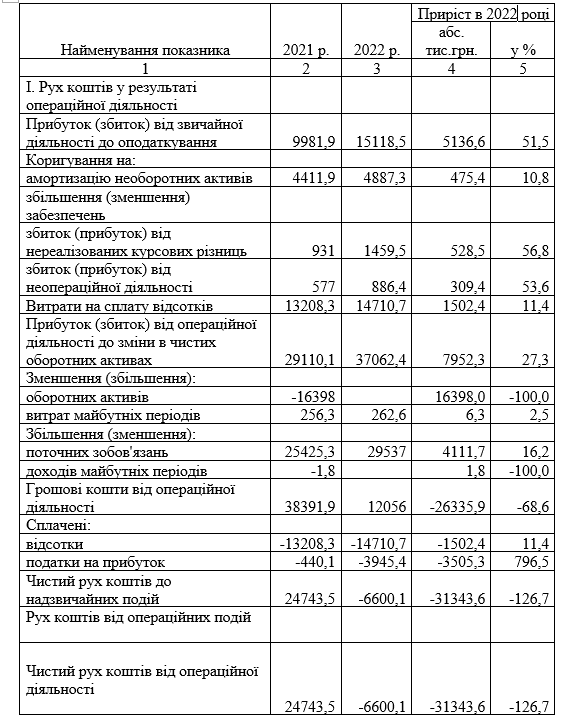 Найменування показника 2021 р. 2022 р. Приріст в 2022 році
абс. тис.грн. у %
1 2 3 4 5
І. Рух коштів у результаті
операційної діяльності
Прибуток (збиток) від звичайної
діяльності до оподаткування 9981,9 15118,5 5136,6 51,5
Коригування на:
амортизацію необоротних активів 4411,9 4887,3 475,4 10,8
збільшення (зменшення)
забезпечень
збиток (прибуток) від
нереалізованих курсових різниць 931 1459,5 528,5 56,8
збиток (прибуток) від
неопераційної діяльності 577 886,4 309,4 53,6
Витрати на сплату відсотків 13208,3 14710,7 1502,4 11,4
Прибуток (збиток) від операційної
діяльності до зміни в чистих
оборотних активах 29110,1 37062,4 7952,3 27,3
Зменшення (збільшення):
оборотних активів -16398 16398,0 -100,0
витрат майбутніх періодів 256,3 262,6 6,3 2,5
Збільшення (зменшення):
поточних зобов'язань 25425,3 29537 4111,7 16,2
доходів майбутніх періодів -1,8 1,8 -100,0
Грошові кошти від операційної
діяльності 38391,9 12056 -26335,9 -68,6
Сплачені:
відсотки -13208,3 -14710,7 -1502,4 11,4
податки на прибуток -440,1 -3945,4 -3505,3 796,5
Чистий рух коштів до
надзвичайних подій 24743,5 -6600,1 -31343,6 -126,7
Рух коштів від операційних подій
Чистий рух коштів від операційної
діяльності 24743,5 -6600,1 -31343,6 -126,7